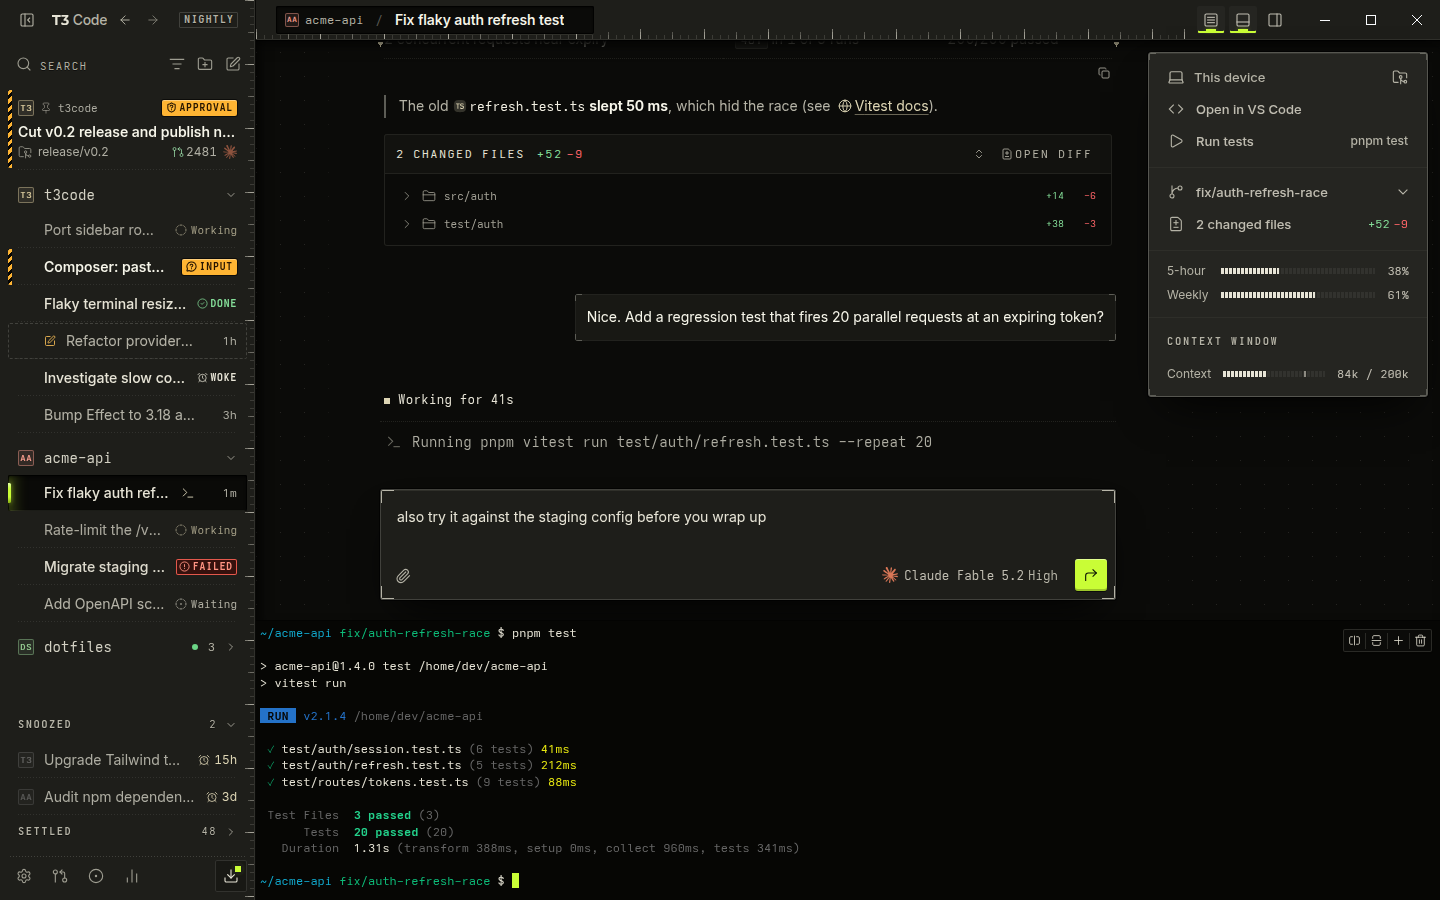 T3 Code
NIGHTLY
SEARCH
T3 t3code
APPROVAL
Cut v0.2 release and publish n...
release/v0.2
2481
T3 t3code
Port sidebar ro...
Working
Composer: past...
INPUT
Flaky terminal resiz...
DONE
Refactor provider...
1h
Investigate slow co...
WOKE
Bump Effect to 3.18 a...
3h
AA acme-api
Fix flaky auth ref...
1m
Rate-limit the /v...
Working
Migrate staging ...
FAILED
Add OpenAPI sc...
Waiting
DS dotfiles
3
SNOOZED
2
T3 Upgrade Tailwind t...
15h
AA Audit npm dependen...
3d
SETTLED
48
AA acme-api / Fix flaky auth refresh test
The old TS refresh.test.ts slept 50 ms, which hid the race (see Vitest docs).
2 CHANGED FILES +52 -9
OPEN DIFF
src/auth
+14 -6
test/auth
+38 -3
Nice. Add a regression test that fires 20 parallel requests at an expiring token?
Working for 41s
Running pnpm vitest run test/auth/refresh.test.ts --repeat 20
also try it against the staging config before you wrap up
Claude Fable 5.2 High
This device
Open in VS Code
Run tests
pnpm test
fix/auth-refresh-race
2 changed files
+52 -9
5-hour
38%
Weekly
61%
CONTEXT WINDOW
Context
84k / 200k
~/acme-api fix/auth-refresh-race $ pnpm test
> acme-api@1.4.0 test /home/dev/acme-api
> vitest run
RUN v2.1.4 /home/dev/acme-api
✓ test/auth/session.test.ts (6 tests) 41ms
✓ test/auth/refresh.test.ts (5 tests) 212ms
✓ test/routes/tokens.test.ts (9 tests) 88ms
Test Files 3 passed (3)
Tests 20 passed (20)
Duration 1.31s (transform 388ms, setup 0ms, collect 960ms, tests 341ms)
~/acme-api fix/auth-refresh-race $